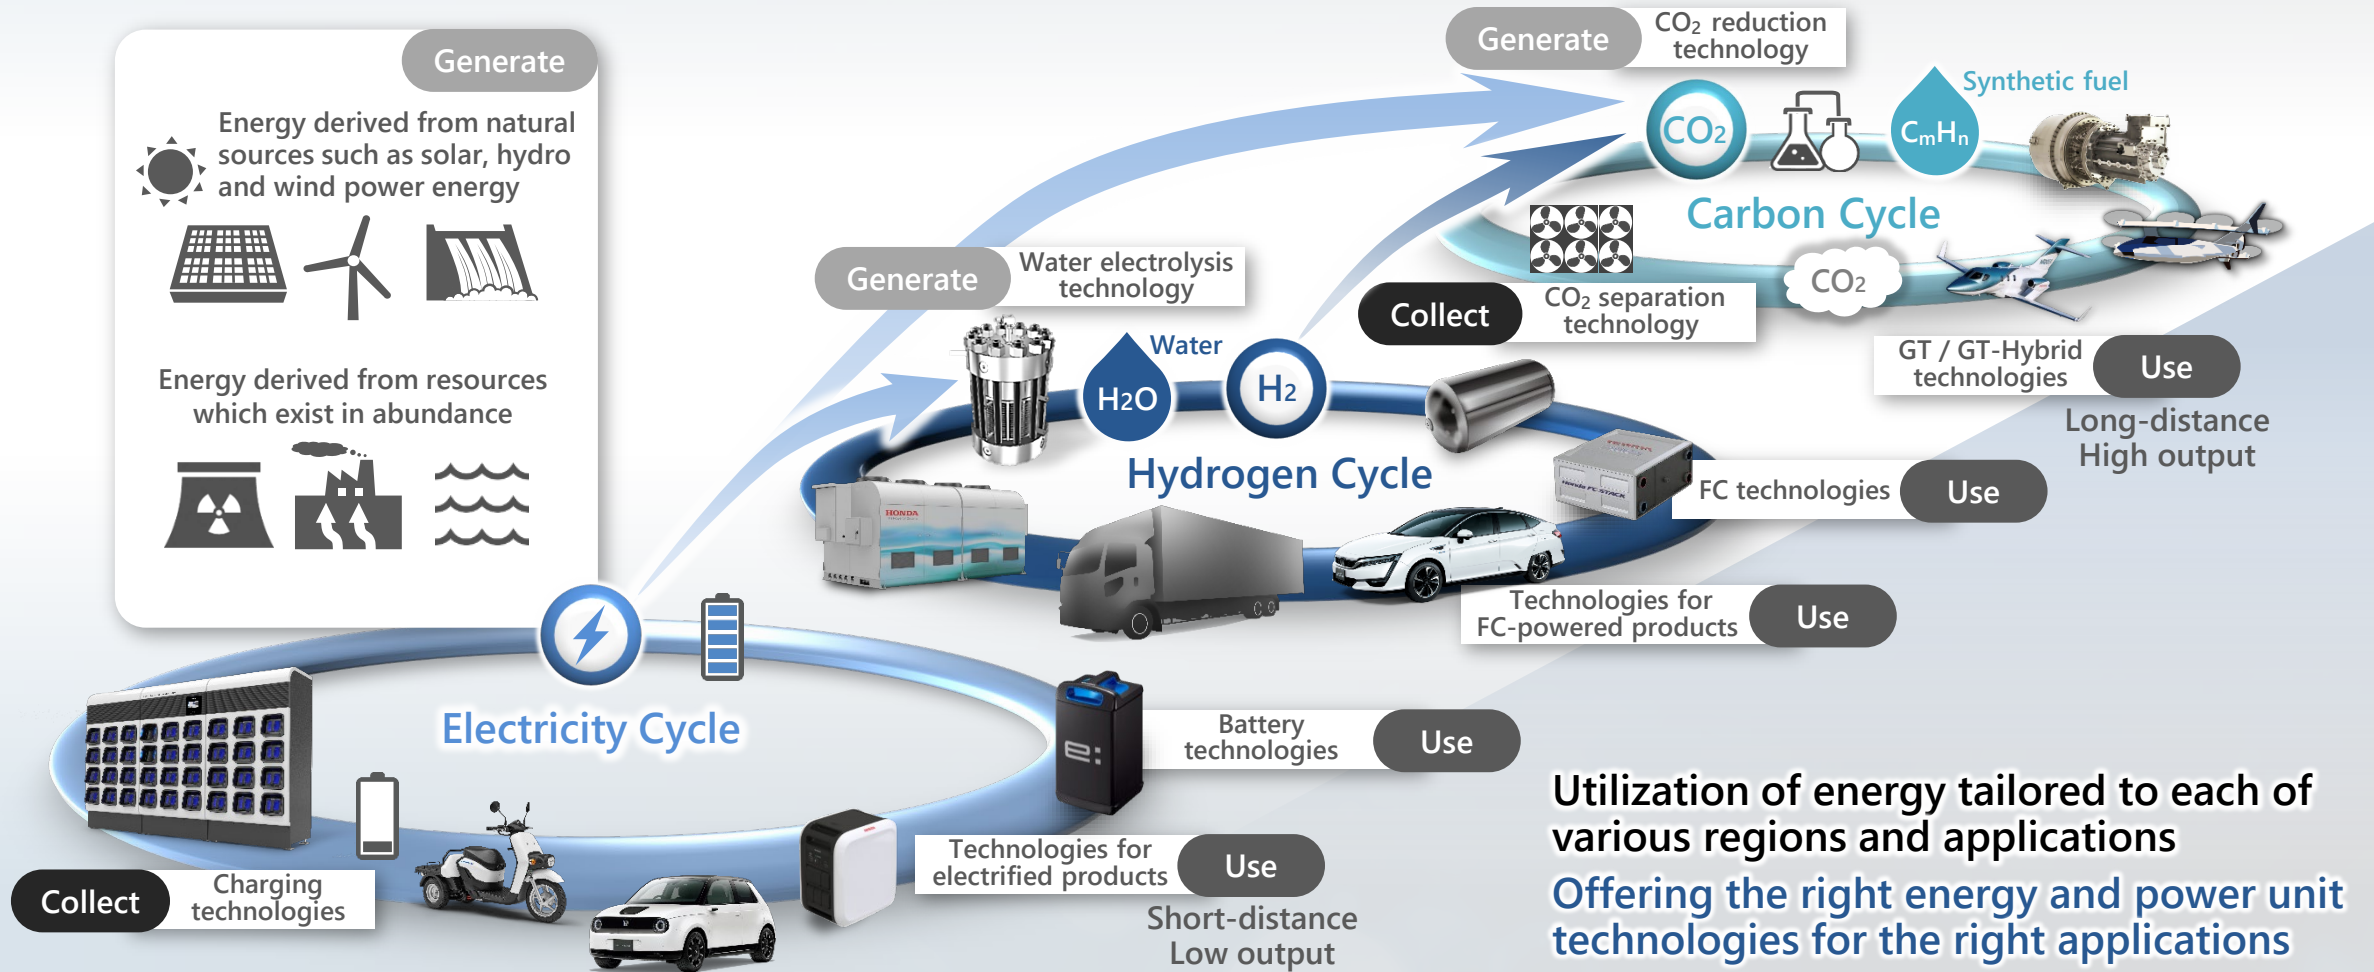 Generate
Energy derived from natural
sources such as solar, hydro
and wind power energy
Energy derived from resources
which exist in abundance
Generate
CO₂ reduction
technology
CO₂
CₘHₙ
Synthetic fuel
Carbon Cycle
CO₂
Collect
CO₂ separation
technology
GT / GT-Hybrid
technologies
Use
Long-distance
High output
Generate
Water electrolysis
technology
Water
H₂O
H₂
Hydrogen Cycle
HONDA
Honda FC STACK
FC technologies
Use
Technologies for
FC-powered products
Use
Electricity Cycle
e:
Battery
technologies
Use
Technologies for
electrified products
Use
Short-distance
Low output
Collect
Charging
technologies
Utilization of energy tailored to each of
various regions and applications
Offering the right energy and power unit
technologies for the right applications